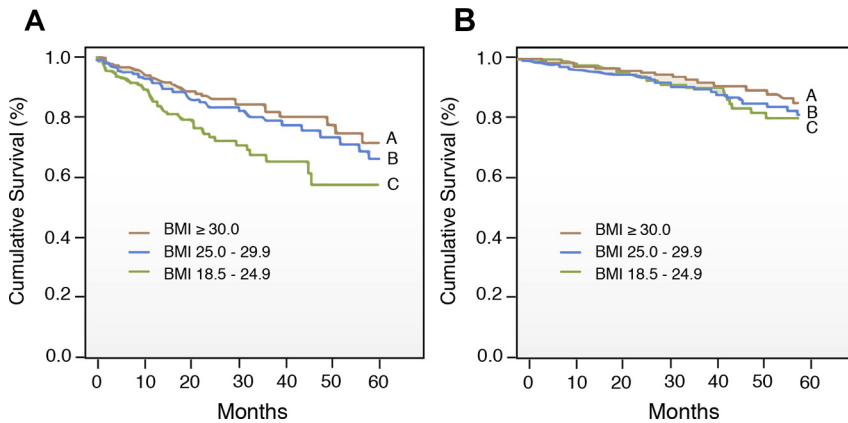 A
Cumulative Survival (%)
1.0
0.8
0.6
0.4
0.2
0.0
A
B
C
BMI ≥ 30.0
BMI 25.0 - 29.9
BMI 18.5 - 24.9
0 10 20 30 40 50 60
Months
B
Cumulative Survival (%)
1.0
0.8
0.6
0.4
0.2
0.0
A
B
C
BMI ≥ 30.0
BMI 25.0 - 29.9
BMI 18.5 - 24.9
0 10 20 30 40 50 60
Months